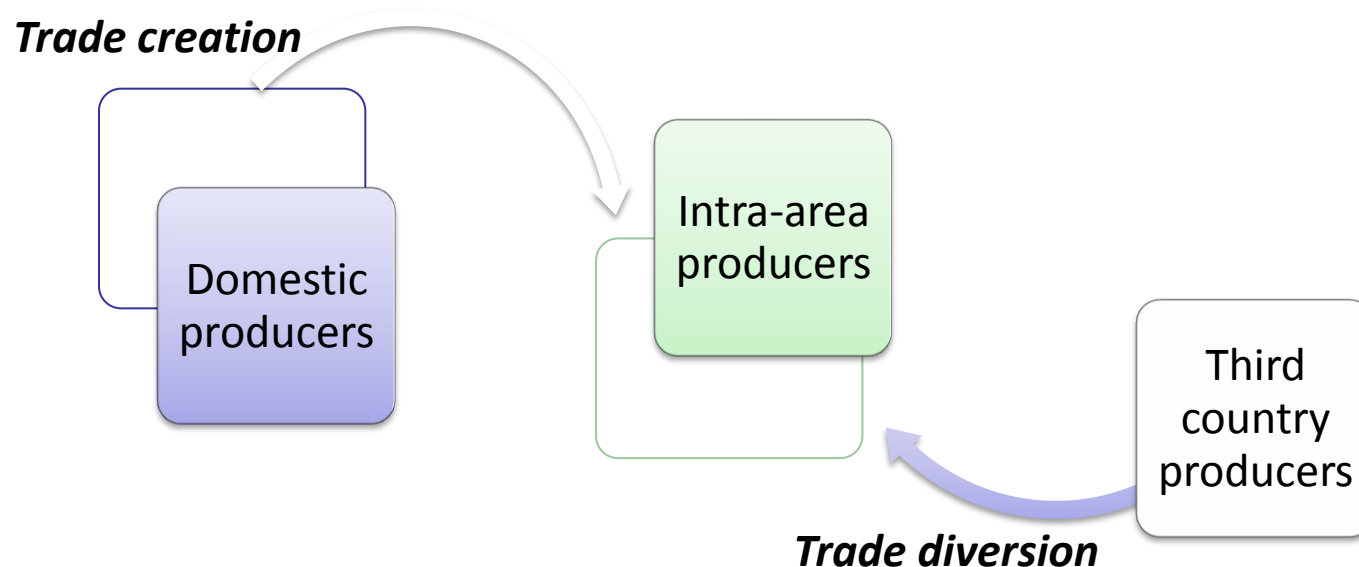 Trade creation
Domestic
producers
Intra-area
producers
Third
country
producers
Trade diversion